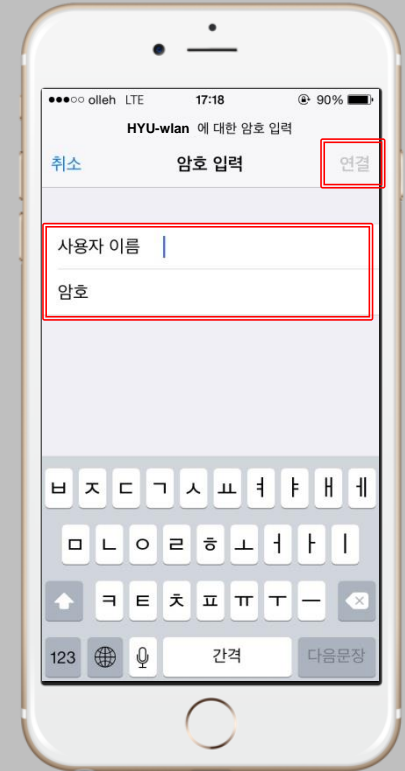 olleh LTE 17:18 90%
HYU-wlan 에 대한 암호 입력
취소 암호 입력 연결
사용자 이름
암호
ㅂ ㅈ ㄷ ㄱ ㅅ ㅛ ㅕ ㅑ ㅐ ㅔ
ㅁ ㄴ ㅇ ㄹ ㅎ ㅗ ㅓ ㅏ ㅣ
ㅋ ㅌ ㅊ ㅍ ㅠ ㅜ ㅡ
123 간격 다음문장